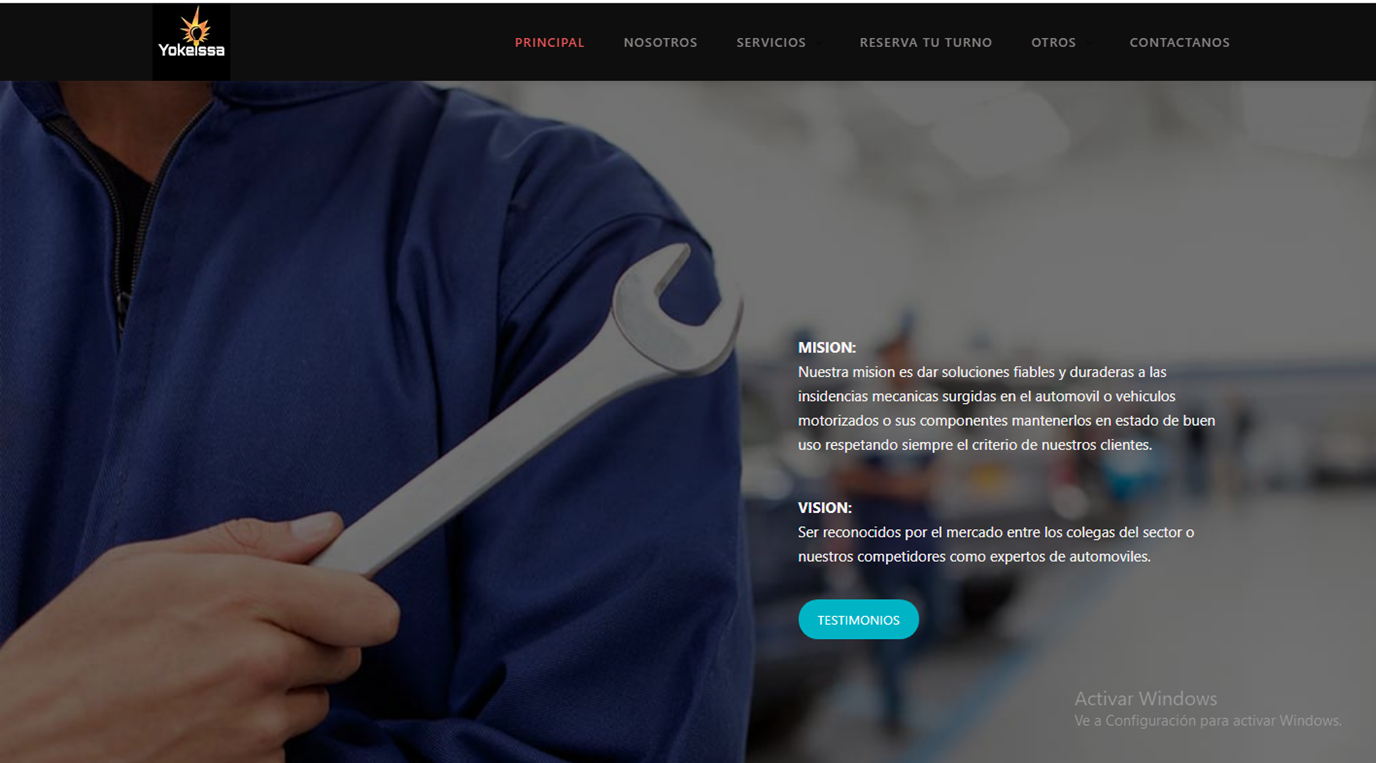 Yokeissa
PRINCIPAL NOSOTROS SERVICIOS RESERVA TU TURNO OTROS CONTACTANOS
MISION:
Nuestra mision es dar soluciones fiables y duraderas a las
insidencias mecanicas surgidas en el automovil o vehiculos
motorizados o sus componentes mantenerlos en estado de buen
uso respetando siempre el criterio de nuestros clientes.
VISION:
Ser reconocidos por el mercado entre los colegas del sector o
nuestros competidores como expertos de automoviles.
TESTIMONIOS
Activar Windows
Ve a Configuración para activar Windows.